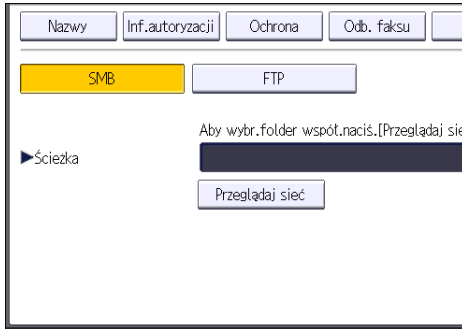 Nazwy Inf.autoryzacji Ochrona Odb. faksu
SMB FTP
Aby wybr.folder współ.naciś.[Przeglądaj sie
▶Ścieżka
Przeglądaj sieć